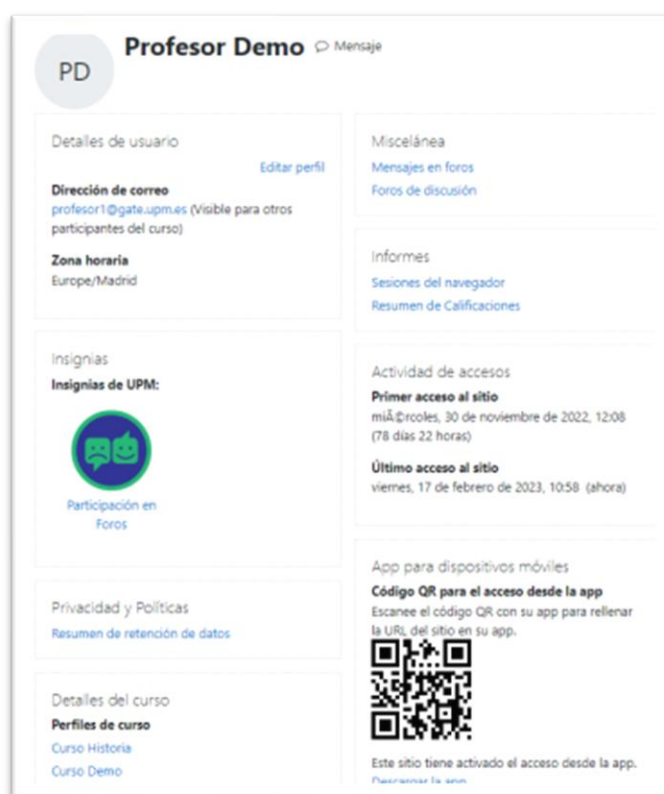 PD
Profesor Demo Mensaje
Detalles de usuario
Editar perfil
Dirección de correo
profesor1@gate.upm.es (Visible para otros
participantes del curso)
Zona horaria
Europe/Madrid
Insignias
Insignias de UPM:
Participación en
Foros
Privacidad y Políticas
Resumen de retención de datos
Detalles del curso
Perfiles de curso
Curso Historia
Curso Demo
Miscelánea
Mensajes en foros
Foros de discusión
Informes
Sesiones del navegador
Resumen de Calificaciones
Actividad de accesos
Primer acceso al sitio
miÃ©rcoles, 30 de noviembre de 2022, 12:08
(78 días 22 horas)
Último acceso al sitio
viernes, 17 de febrero de 2023, 10:58 (ahora)
App para dispositivos móviles
Código QR para el acceso desde la app
Escanee el código QR con su app para rellenar
la URL del sitio en su app.
Este sitio tiene activado el acceso desde la app.
Descargar la app